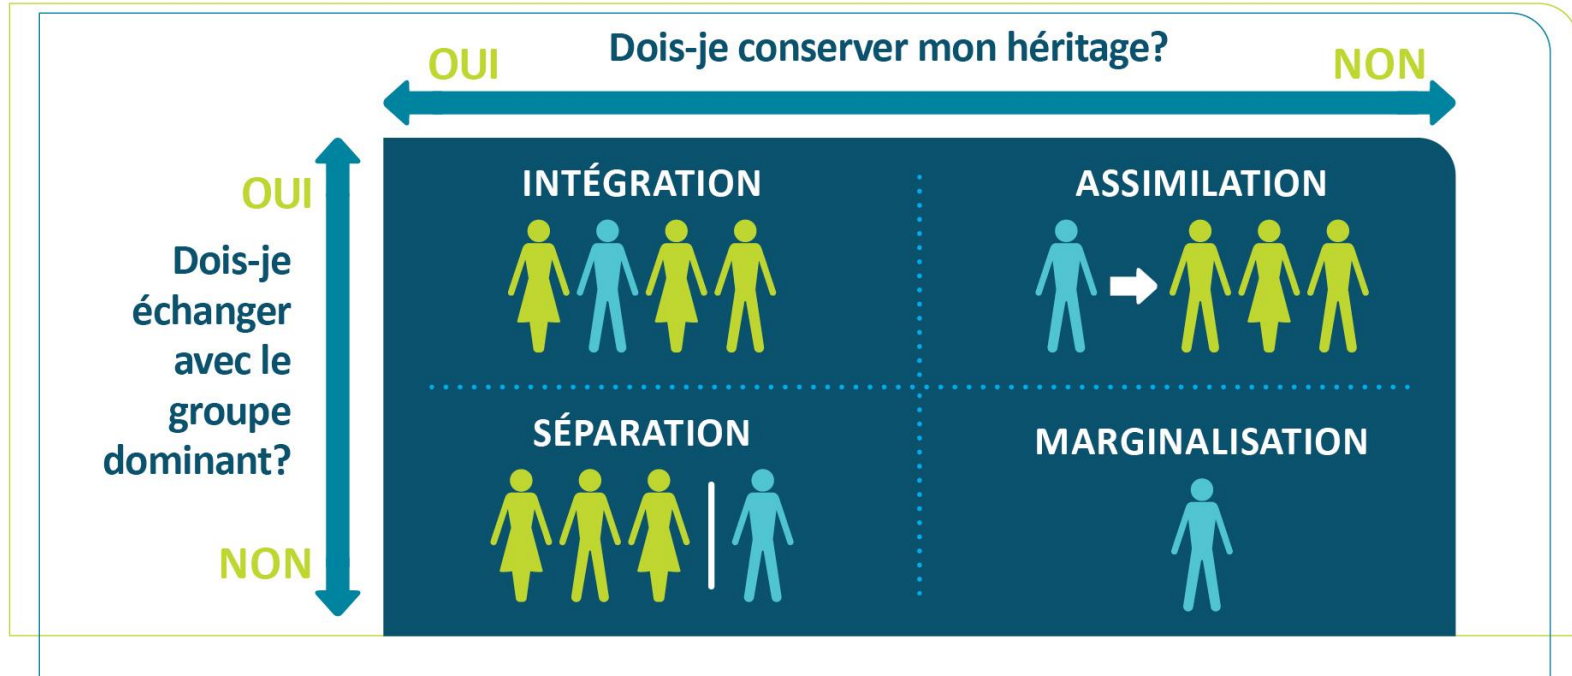 Dois-je conserver mon héritage?
OUI
NON
OUI
Dois-je
échanger
avec le
groupe
dominant?
NON
INTÉGRATION
ASSIMILATION
SÉPARATION
MARGINALISATION